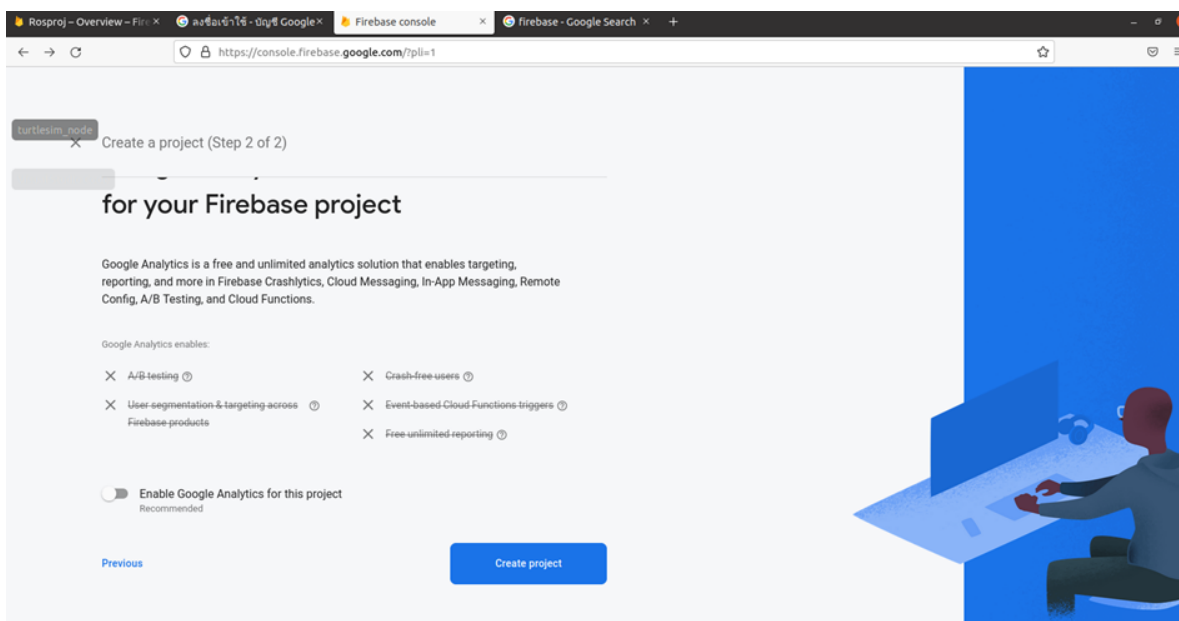 Rosproj – Overview – Fire
ลงชื่อเข้าใช้ - บัญชี Google
Firebase console
firebase - Google Search
https://console.firebase.google.com/?pli=1
turtlesim_node
Create a project (Step 2 of 2)
for your Firebase project
Google Analytics is a free and unlimited analytics solution that enables targeting,
reporting, and more in Firebase Crashlytics, Cloud Messaging, In-App Messaging, Remote
Config, A/B Testing, and Cloud Functions.
Google Analytics enables:
A/B testing
Crash-free users
User segmentation & targeting across
Firebase products
Event-based Cloud Functions triggers
Free unlimited reporting
Enable Google Analytics for this project
Recommended
Previous
Create project